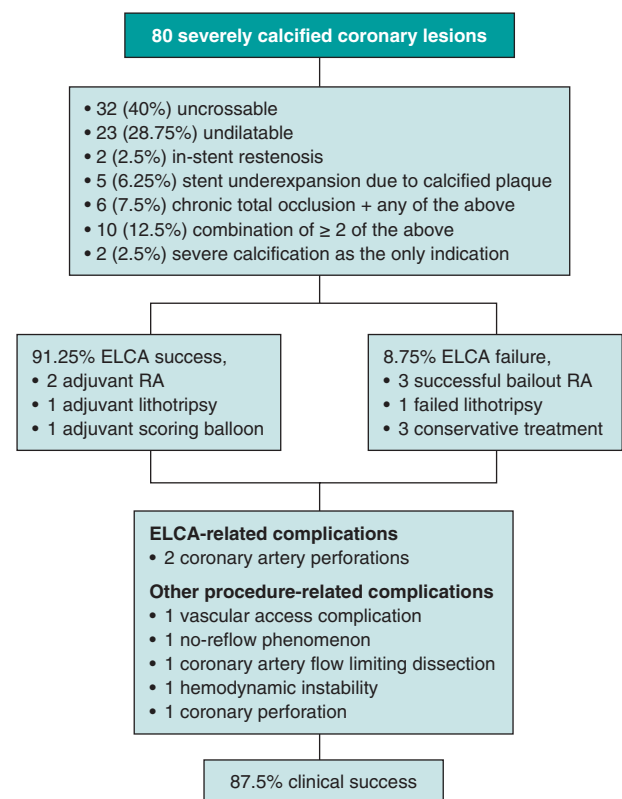 80 severely calcified coronary lesions
• 32 (40%) uncrossable
• 23 (28.75%) undilatable
• 2 (2.5%) in-stent restenosis
• 5 (6.25%) stent underexpansion due to calcified plaque
• 6 (7.5%) chronic total occlusion + any of the above
• 10 (12.5%) combination of ≥ 2 of the above
• 2 (2.5%) severe calcification as the only indication
91.25% ELCA success,
• 2 adjuvant RA
• 1 adjuvant lithotripsy
• 1 adjuvant scoring balloon
8.75% ELCA failure,
• 3 successful bailout RA
• 1 failed lithotripsy
• 3 conservative treatment
ELCA-related complications
• 2 coronary artery perforations
Other procedure-related complications
• 1 vascular access complication
• 1 no-reflow phenomenon
• 1 coronary artery flow limiting dissection
• 1 hemodynamic instability
• 1 coronary perforation
87.5% clinical success